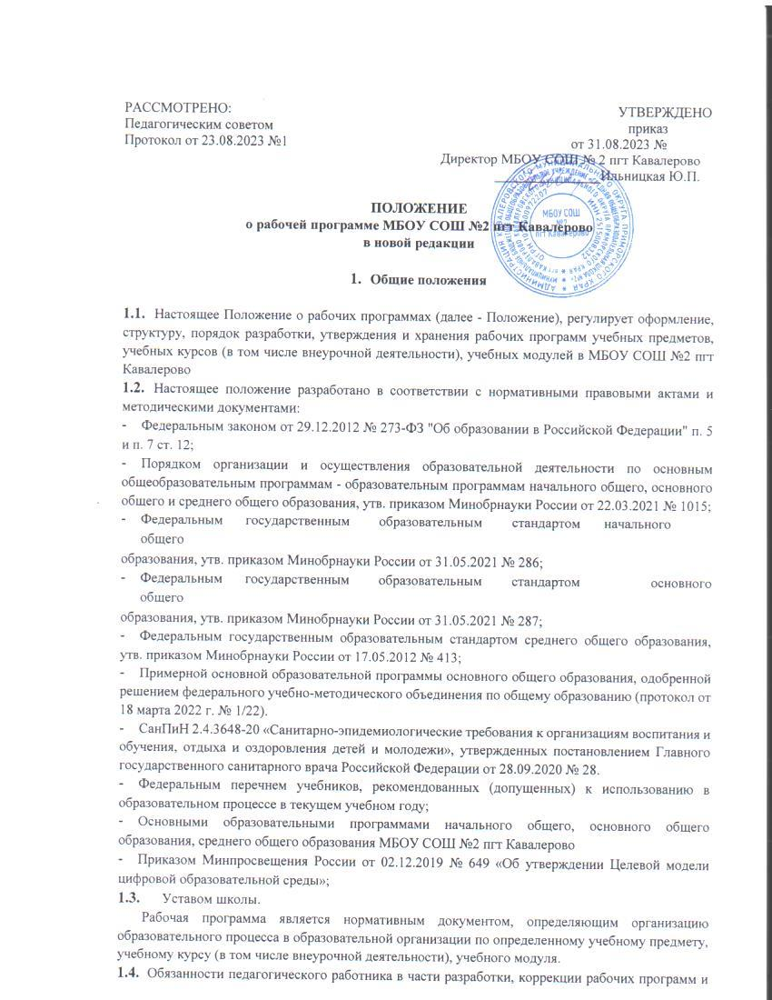 РАССМОТРЕНО:
Педагогическим советом
Протокол от 23.08.2023 №1
УТВЕРЖДЕНО
приказ
от 31.08.2023 №
Директор МБОУ СОШ № 2 пгт Кавалерово
Ильницкая Ю.П.
МБОУ СОШ
№2
пгт Кавалерово
ПОЛОЖЕНИЕ
о рабочей программе МБОУ СОШ №2 пгт Кавалерово
в новой редакции
1. Общие положения
1.1. Настоящее Положение о рабочих программах (далее - Положение), регулирует оформление,
структуру, порядок разработки, утверждения и хранения рабочих программ учебных предметов,
учебных курсов (в том числе внеурочной деятельности), учебных модулей в МБОУ СОШ №2 пгт
Кавалерово
1.2. Настоящее положение разработано в соответствии с нормативными правовыми актами и
методическими документами:
- Федеральным законом от 29.12.2012 № 273-ФЗ "Об образовании в Российской Федерации" п. 5
и п. 7 ст. 12;
- Порядком организации и осуществления образовательной деятельности по основным
общеобразовательным программам - образовательным программам начального общего, основного
общего и среднего общего образования, утв. приказом Минобрнауки России от 22.03.2021 № 1015;
- Федеральным государственным образовательным стандартом начального
общего
образования, утв. приказом Минобрнауки России от 31.05.2021 № 286;
- Федеральным государственным образовательным стандартом основного
общего
образования, утв. приказом Минобрнауки России от 31.05.2021 № 287;
- Федеральным государственным образовательным стандартом среднего общего образования,
утв. приказом Минобрнауки России от 17.05.2012 № 413;
- Примерной основной образовательной программы основного общего образования, одобренной
решением федерального учебно-методического объединения по общему образованию (протокол от
18 марта 2022 г. № 1/22).
- СанПиН 2.4.3648-20 «Санитарно-эпидемиологические требования к организациям воспитания и
обучения, отдыха и оздоровления детей и молодежи», утвержденных постановлением Главного
государственного санитарного врача Российской Федерации от 28.09.2020 № 28.
- Федеральным перечнем учебников, рекомендованных (допущенных) к использованию в
образовательном процессе в текущем учебном году;
- Основными образовательными программами начального общего, основного общего
образования, среднего общего образования МБОУ СОШ №2 пгт Кавалерово
- Приказом Минпросвещения России от 02.12.2019 № 649 «Об утверждении Целевой модели
цифровой образовательной среды»;
1.3. Уставом школы.
Рабочая программа является нормативным документом, определяющим организацию
образовательного процесса в образовательной организации по определенному учебному предмету,
учебному курсу (в том числе внеурочной деятельности), учебного модуля.
1.4. Обязанности педагогического работника в части разработки, коррекции рабочих программ и